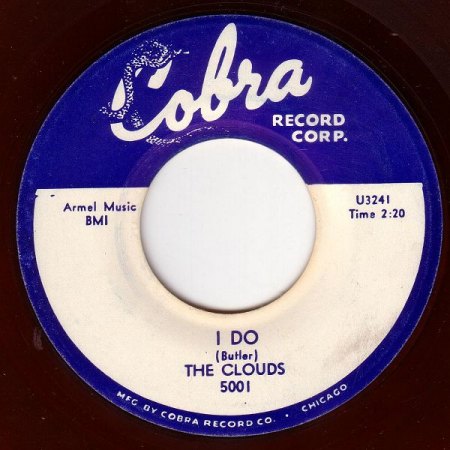 Cobra
RECORD
CORP.
Armel Music
BMI
U3241
Time 2:20
I DO
(Butler)
THE CLOUDS
5001
MFG BY COBRA RECORD CO. • CHICAGO